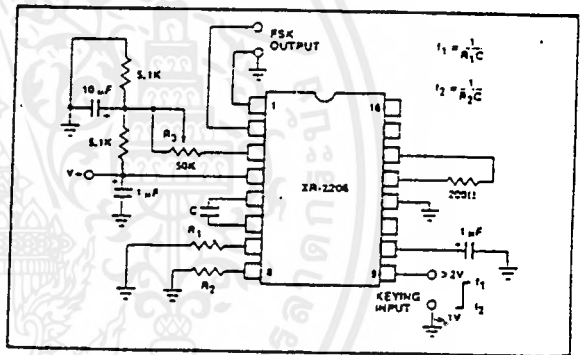 FSK
OUTPUT
f₁ = 1/R₁C
f₂ = 1/R₂C
5.1K
10 µF
+
5.1K
R₃
50K
V+
+
1 µF
C
R₁
R₂
1
16
XR-2206
8
9
200Ω
1 µF
+
>2V
KEYING
INPUT
f₁
f₂
<1V